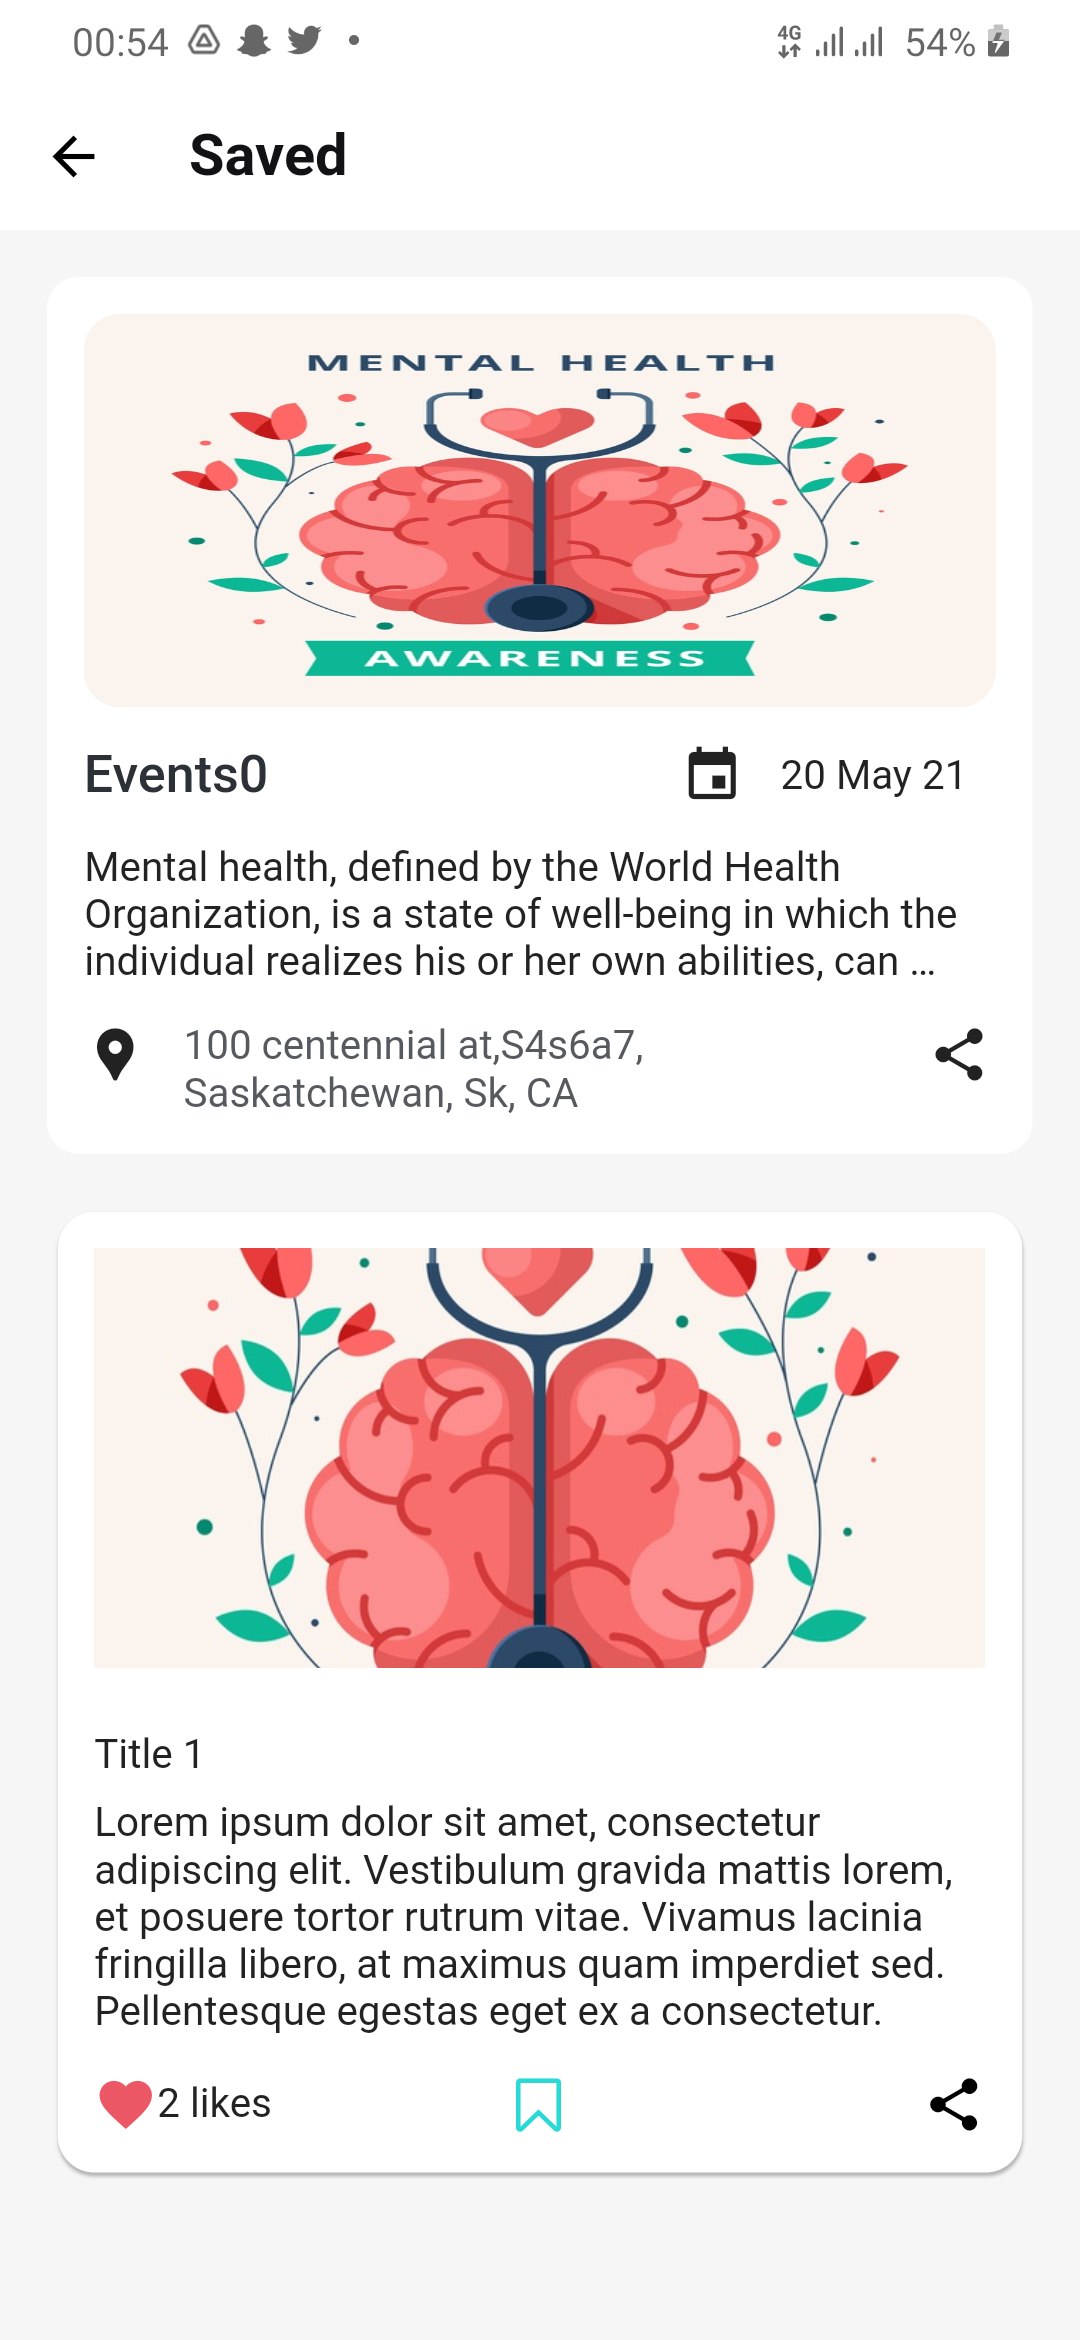 00:54
4G 54%
Saved
MENTAL HEALTH
AWARENESS
Events0 20 May 21
Mental health, defined by the World Health
Organization, is a state of well-being in which the
individual realizes his or her own abilities, can ...
100 centennial at,S4s6a7,
Saskatchewan, Sk, CA
Title 1
Lorem ipsum dolor sit amet, consectetur
adipiscing elit. Vestibulum gravida mattis lorem,
et posuere tortor rutrum vitae. Vivamus lacinia
fringilla libero, at maximus quam imperdiet sed.
Pellentesque egestas eget ex a consectetur.
2 likes